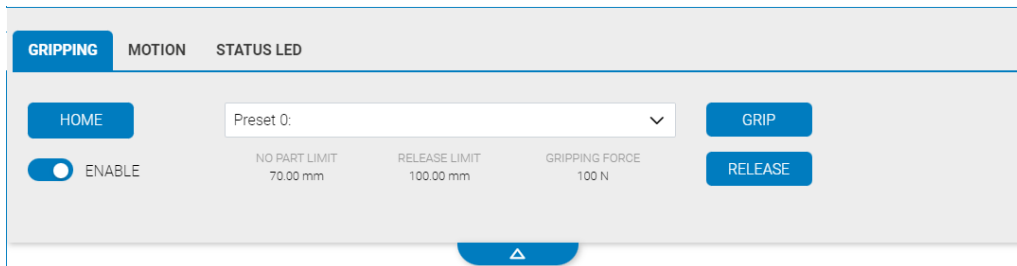 GRIPPING MOTION STATUS LED
HOME Preset 0: GRIP
ENABLE NO PART LIMIT RELEASE LIMIT GRIPPING FORCE RELEASE
70.00 mm 100.00 mm 100 N